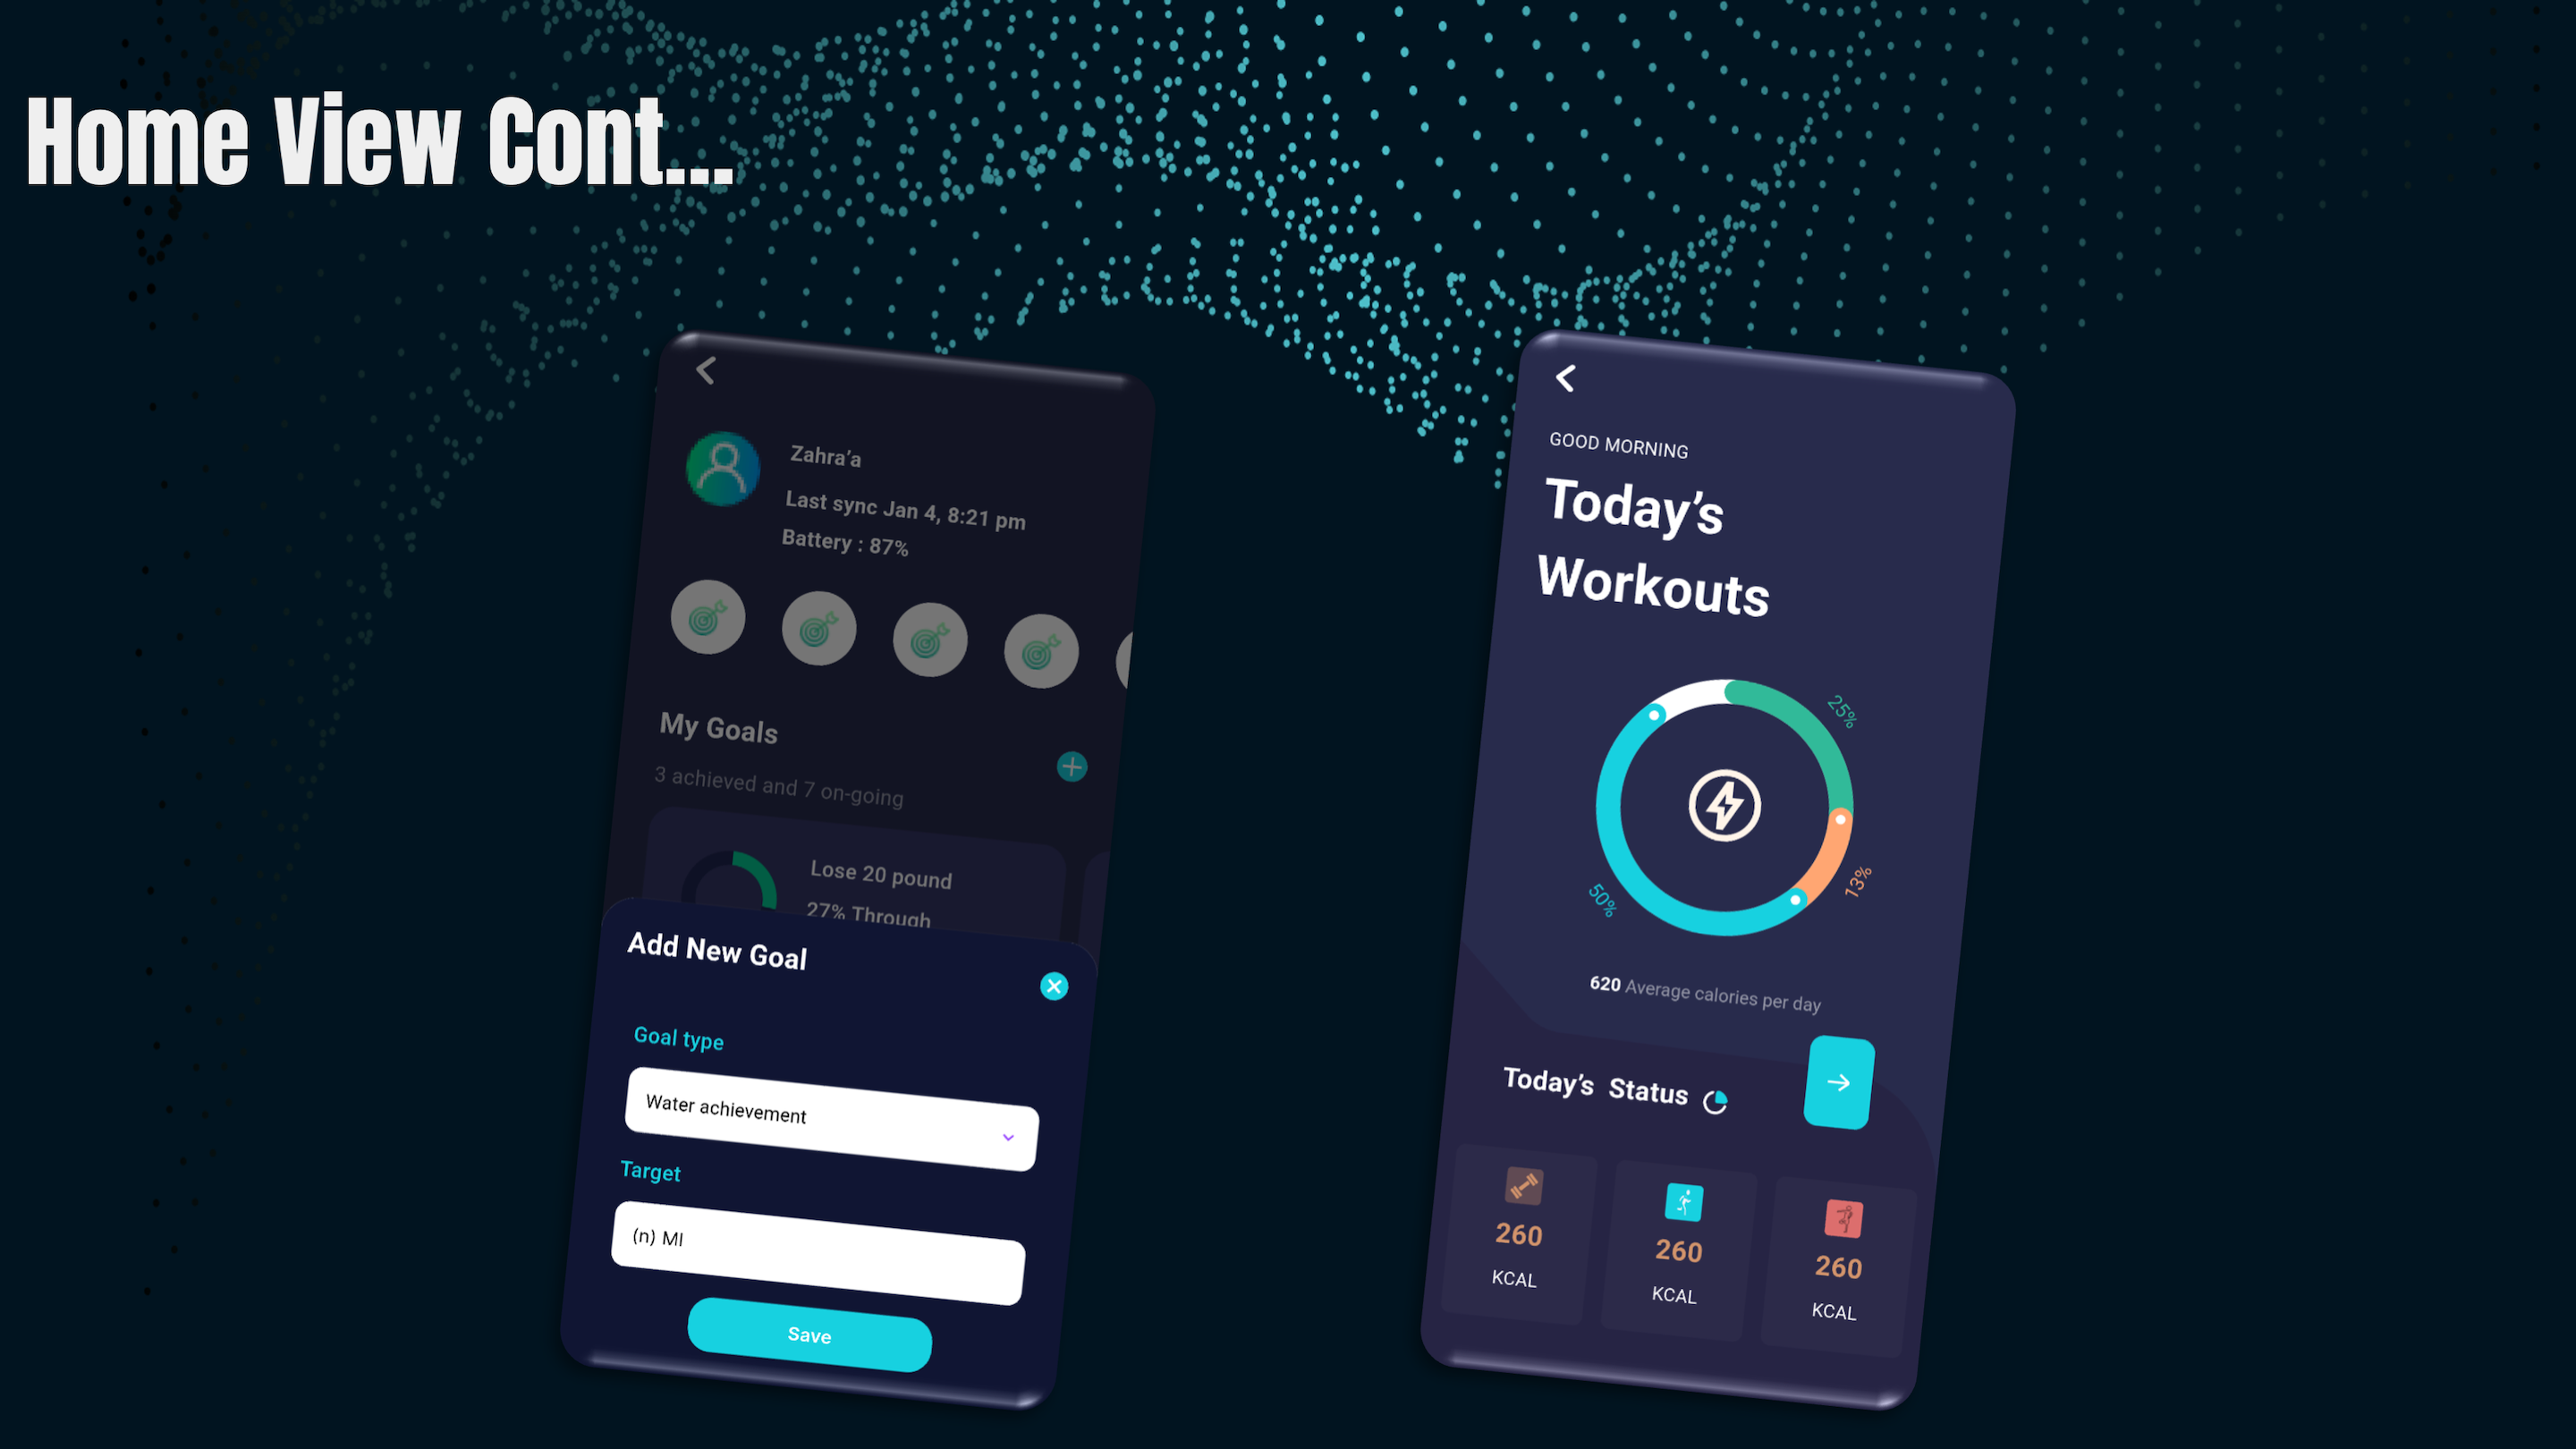 Home View Cont...
Zahra’a
Last sync Jan 4, 8:21 pm
Battery : 87%
My Goals
3 achieved and 7 on-going
Lose 20 pound
27% Through
Add New Goal
Goal type
Water achievement
Target
(n) Ml
Save
GOOD MORNING
Today’s
Workouts
25%
13%
50%
620 Average calories per day
Today’s Status
260
KCAL
260
KCAL
260
KCAL